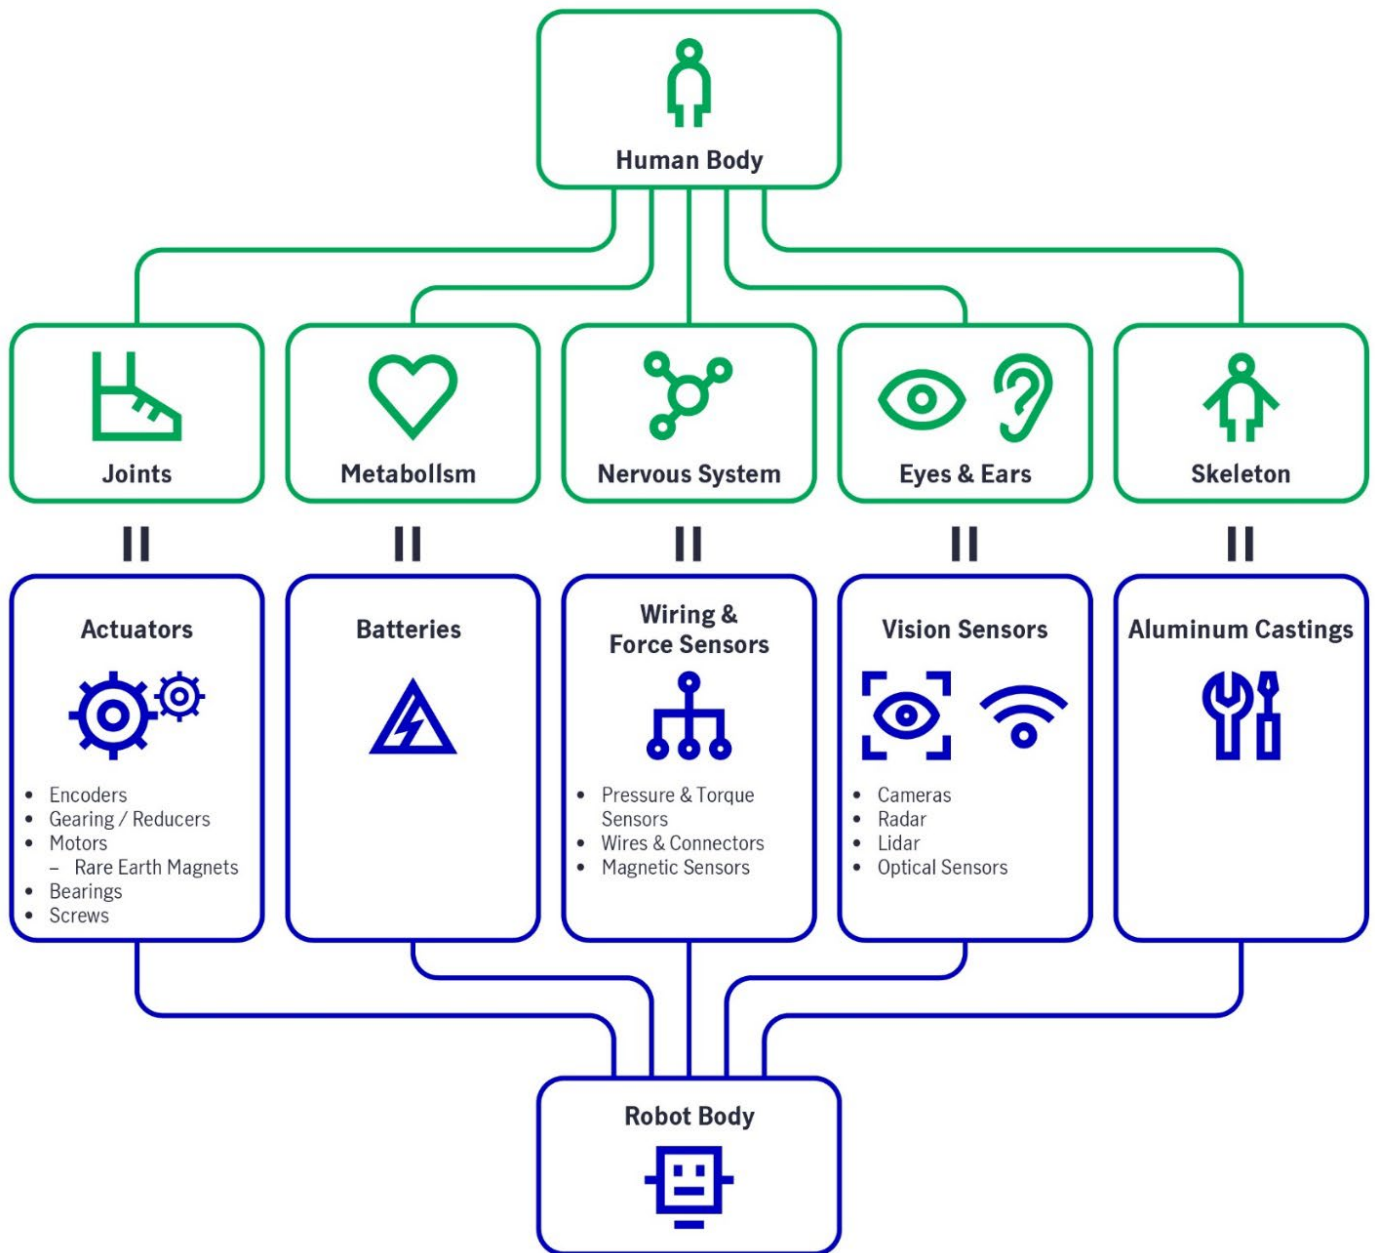 Human Body
Joints
Metabollsm
Nervous System
Eyes & Ears
Skeleton
Actuators
• Encoders
• Gearing / Reducers
• Motors
– Rare Earth Magnets
• Bearings
• Screws
Batteries
Wiring &
Force Sensors
• Pressure & Torque
Sensors
• Wires & Connectors
• Magnetic Sensors
Vision Sensors
• Cameras
• Radar
• Lidar
• Optical Sensors
Aluminum Castings
Robot Body